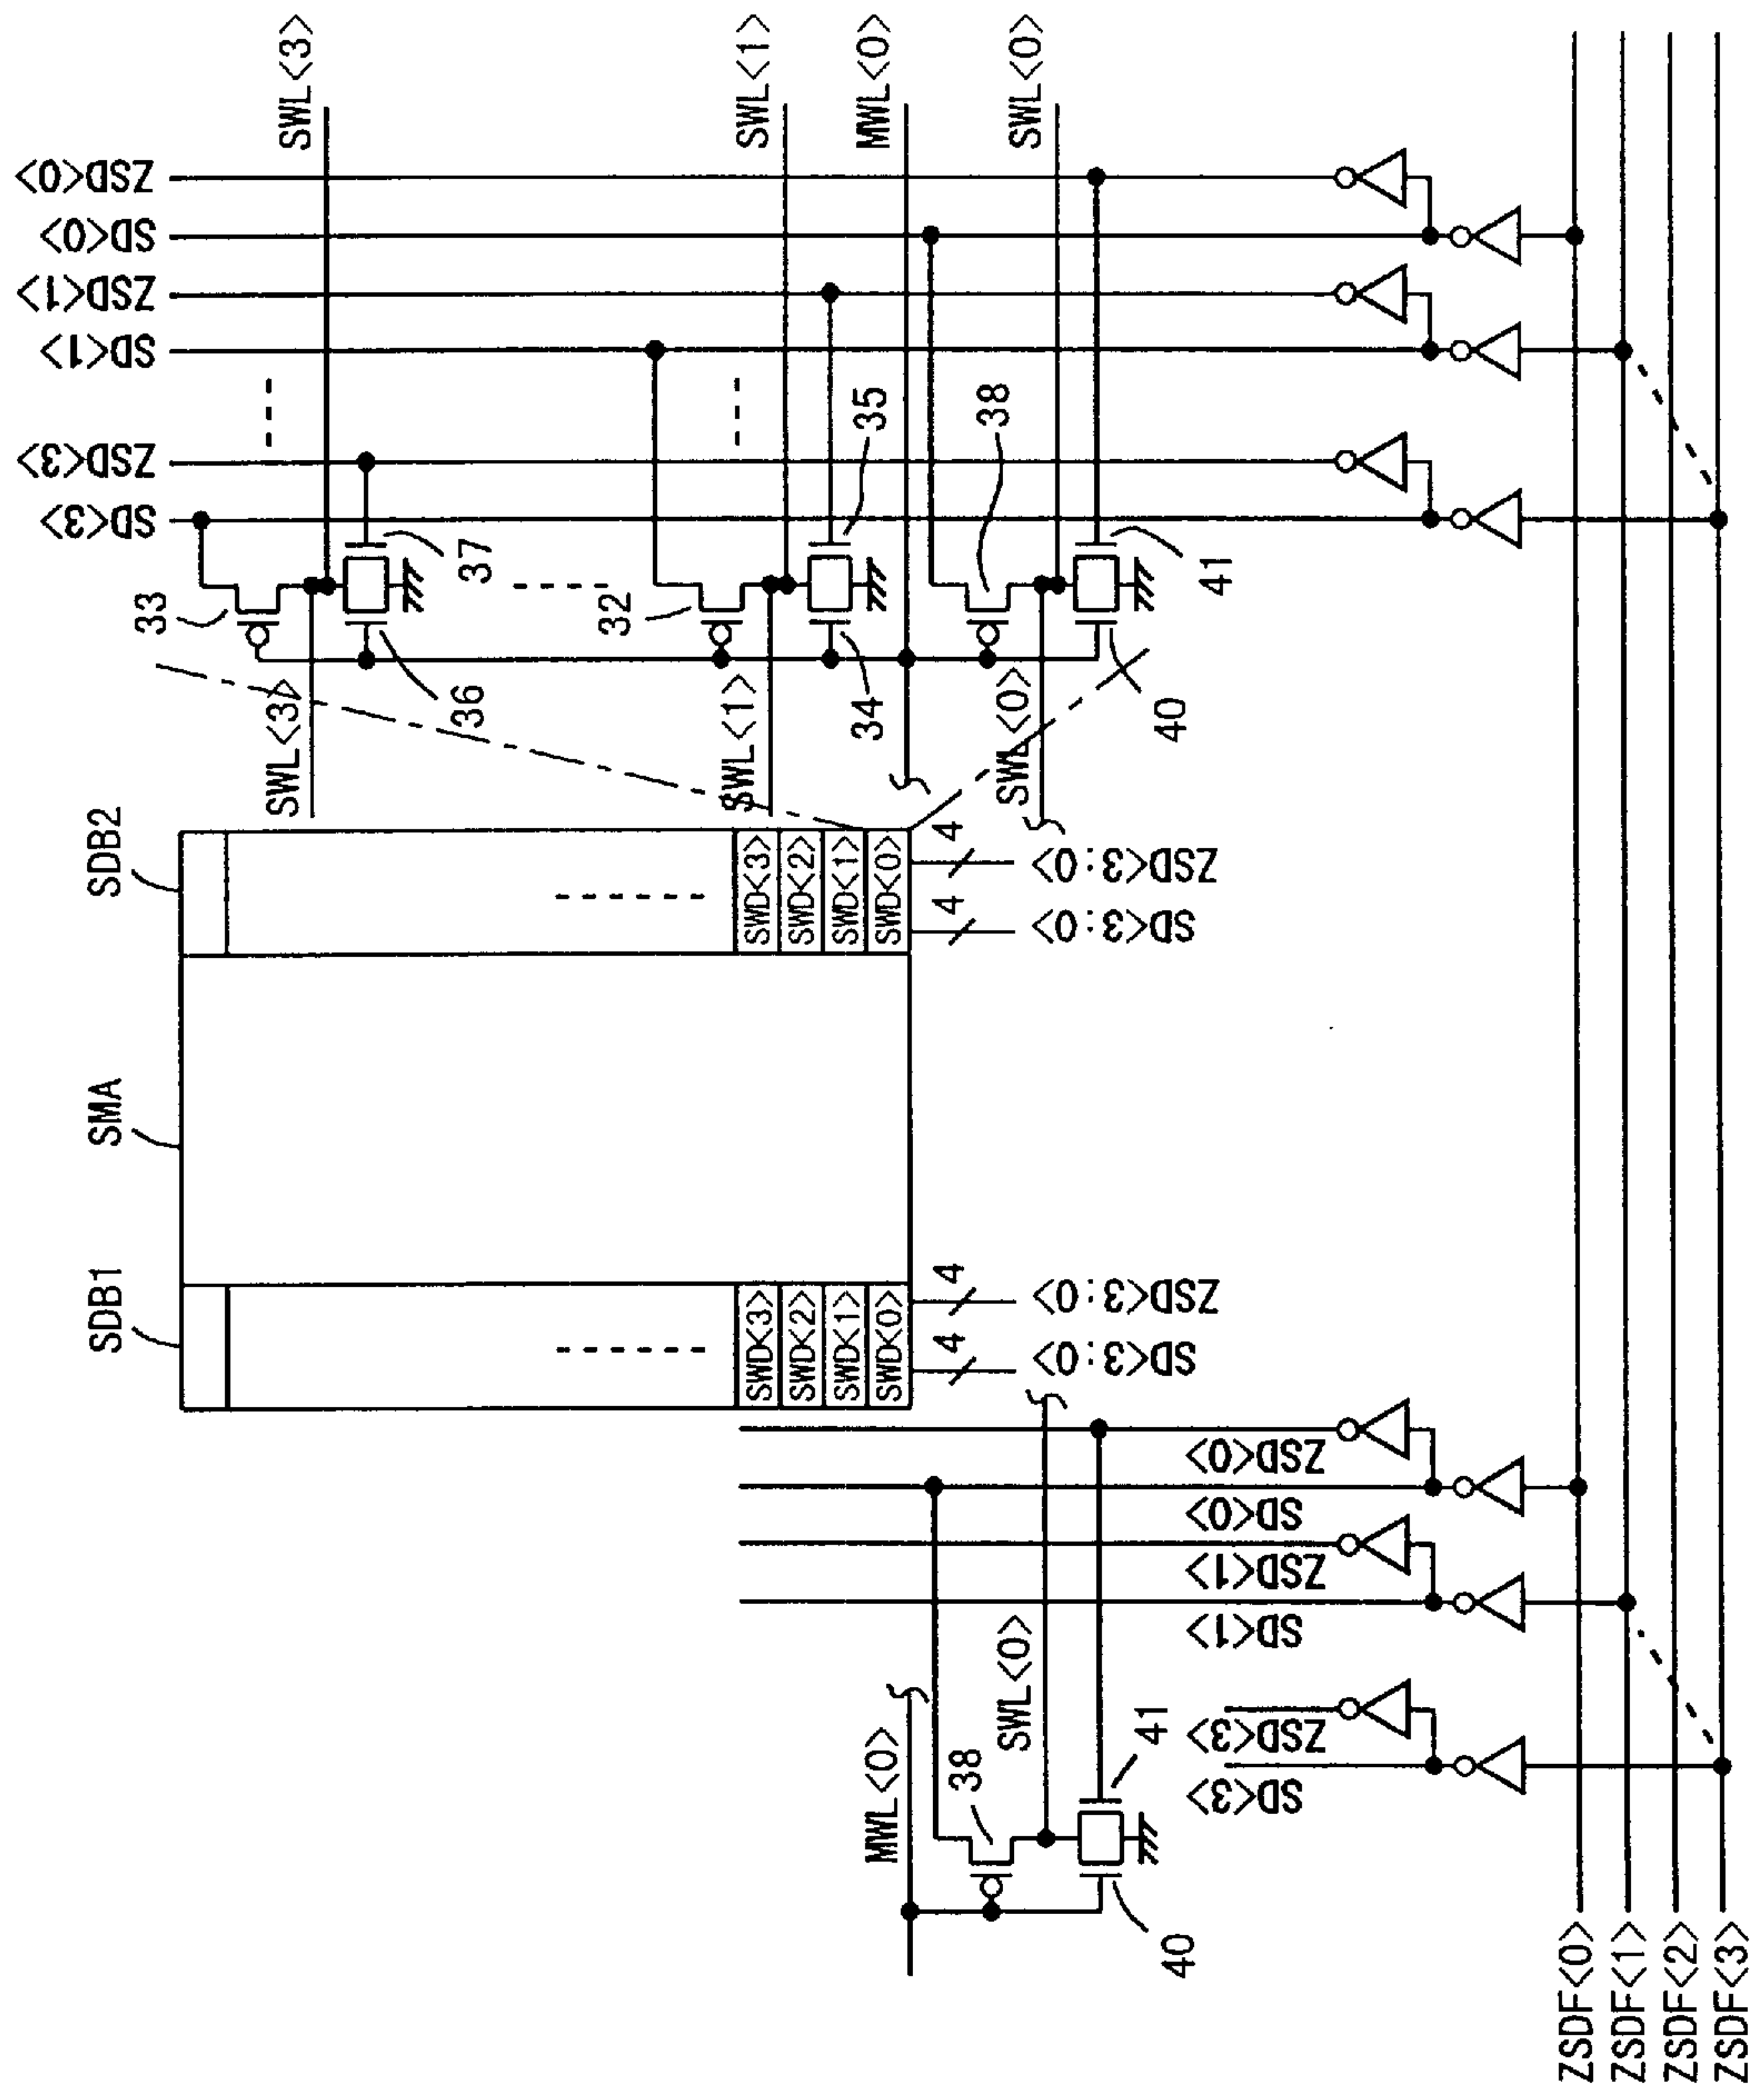 ZSD<0>
SD<0>
ZSD<1>
SD<1>
ZSD<3>
SD<3>
SWL<3>
SWL<1>
MWL<0>
SWL<0>
33
37
32
35
38
41
36
34
40
SWL<3>
SWL<1>
SWL<0>
SDB2
SMA
SDB1
SWD<3>
SWD<2>
SWD<1>
SWD<0>
4
4
ZSD<3:0>
SD<3:0>
SWD<3>
SWD<2>
SWD<1>
SWD<0>
4
4
ZSD<3:0>
SD<3:0>
ZSD<0>
SD<0>
ZSD<1>
SD<1>
ZSD<3>
SD<3>
MWL<0>
SWL<0>
38
41
40
ZSDF<0>
ZSDF<1>
ZSDF<2>
ZSDF<3>